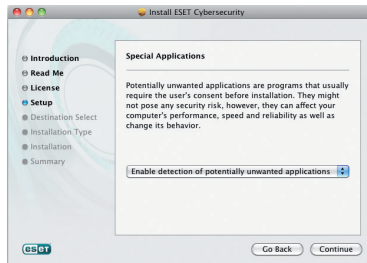 Install ESET Cybersecurity
Introduction
Read Me
License
Setup
Destination Select
Installation Type
Installation
Summary
Special Applications
Potentially unwanted applications are programs that usually
require the user's consent before installation. They might
not pose any security risk, however, they can affect your
computer's performance, speed and reliability as well as
change its behavior.
Enable detection of potentially unwanted applications
eset
Go Back
Continue